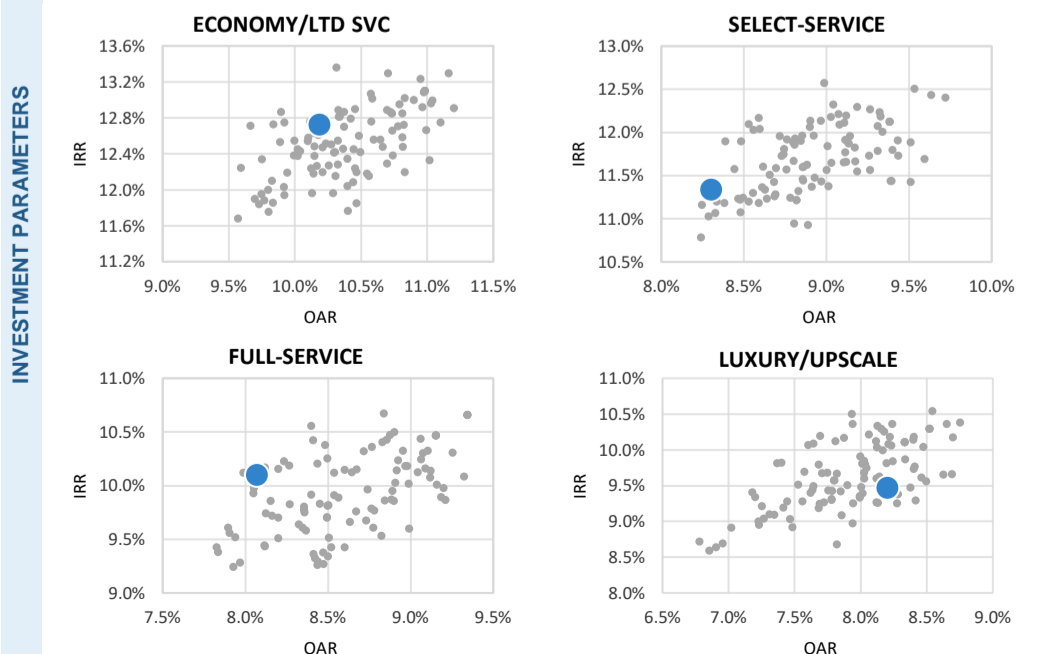 INVESTMENT PARAMETERS
ECONOMY/LTD SVC
13.6%
13.2%
12.8%
12.4%
12.0%
11.6%
11.2%
IRR
9.0% 9.5% 10.0% 10.5% 11.0% 11.5%
OAR
SELECT-SERVICE
13.0%
12.5%
12.0%
11.5%
11.0%
10.5%
IRR
8.0% 8.5% 9.0% 9.5% 10.0%
OAR
FULL-SERVICE
11.0%
10.5%
10.0%
9.5%
9.0%
IRR
7.5% 8.0% 8.5% 9.0% 9.5%
OAR
LUXURY/UPSCALE
11.0%
10.5%
10.0%
9.5%
9.0%
8.5%
8.0%
IRR
6.5% 7.0% 7.5% 8.0% 8.5% 9.0%
OAR